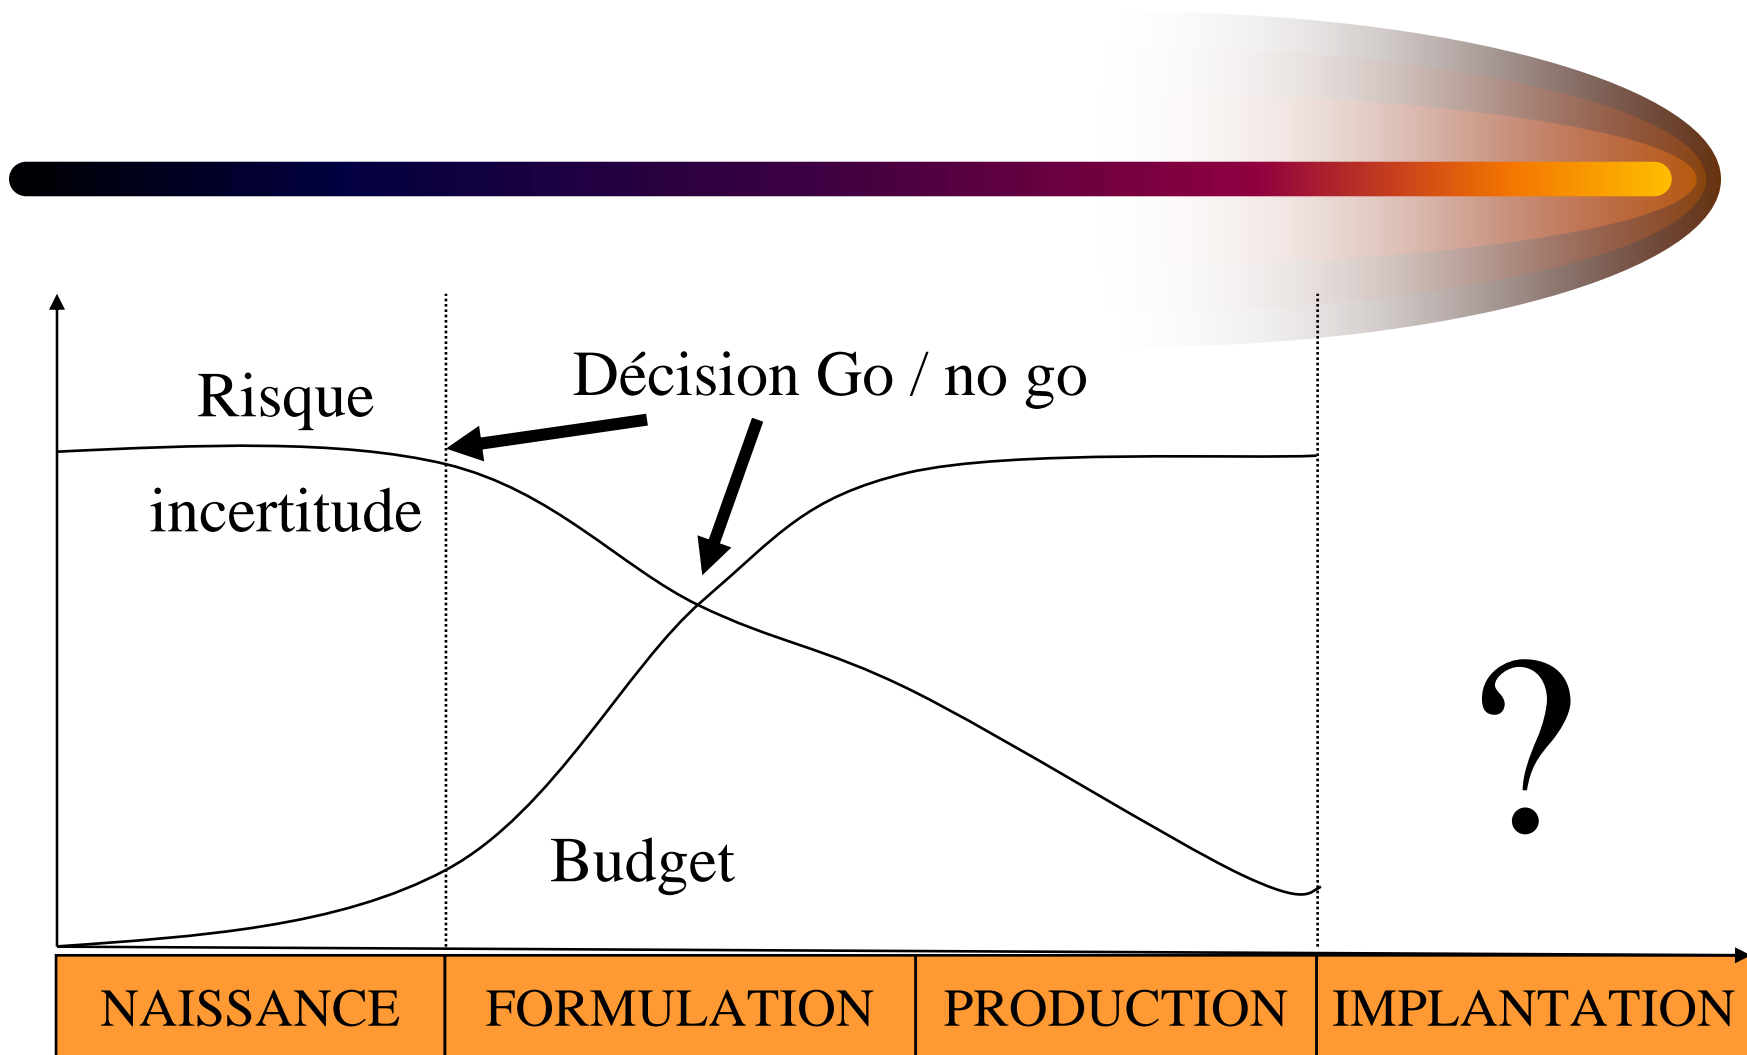 Décision Go / no go
Risque
incertitude
?
Budget
NAISSANCE
FORMULATION
PRODUCTION
IMPLANTATION